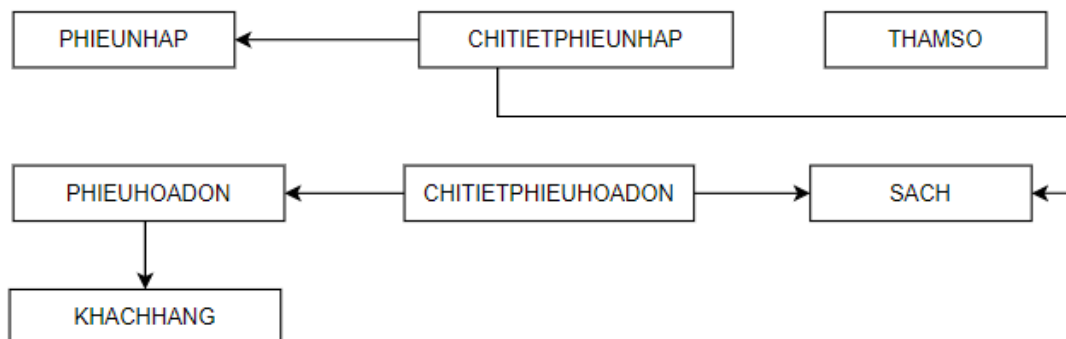 PHIEUNHAP
CHITIETPHIEUNHAP
THAMSO
PHIEUHOADON
CHITIETPHIEUHOADON
SACH
KHACHHANG